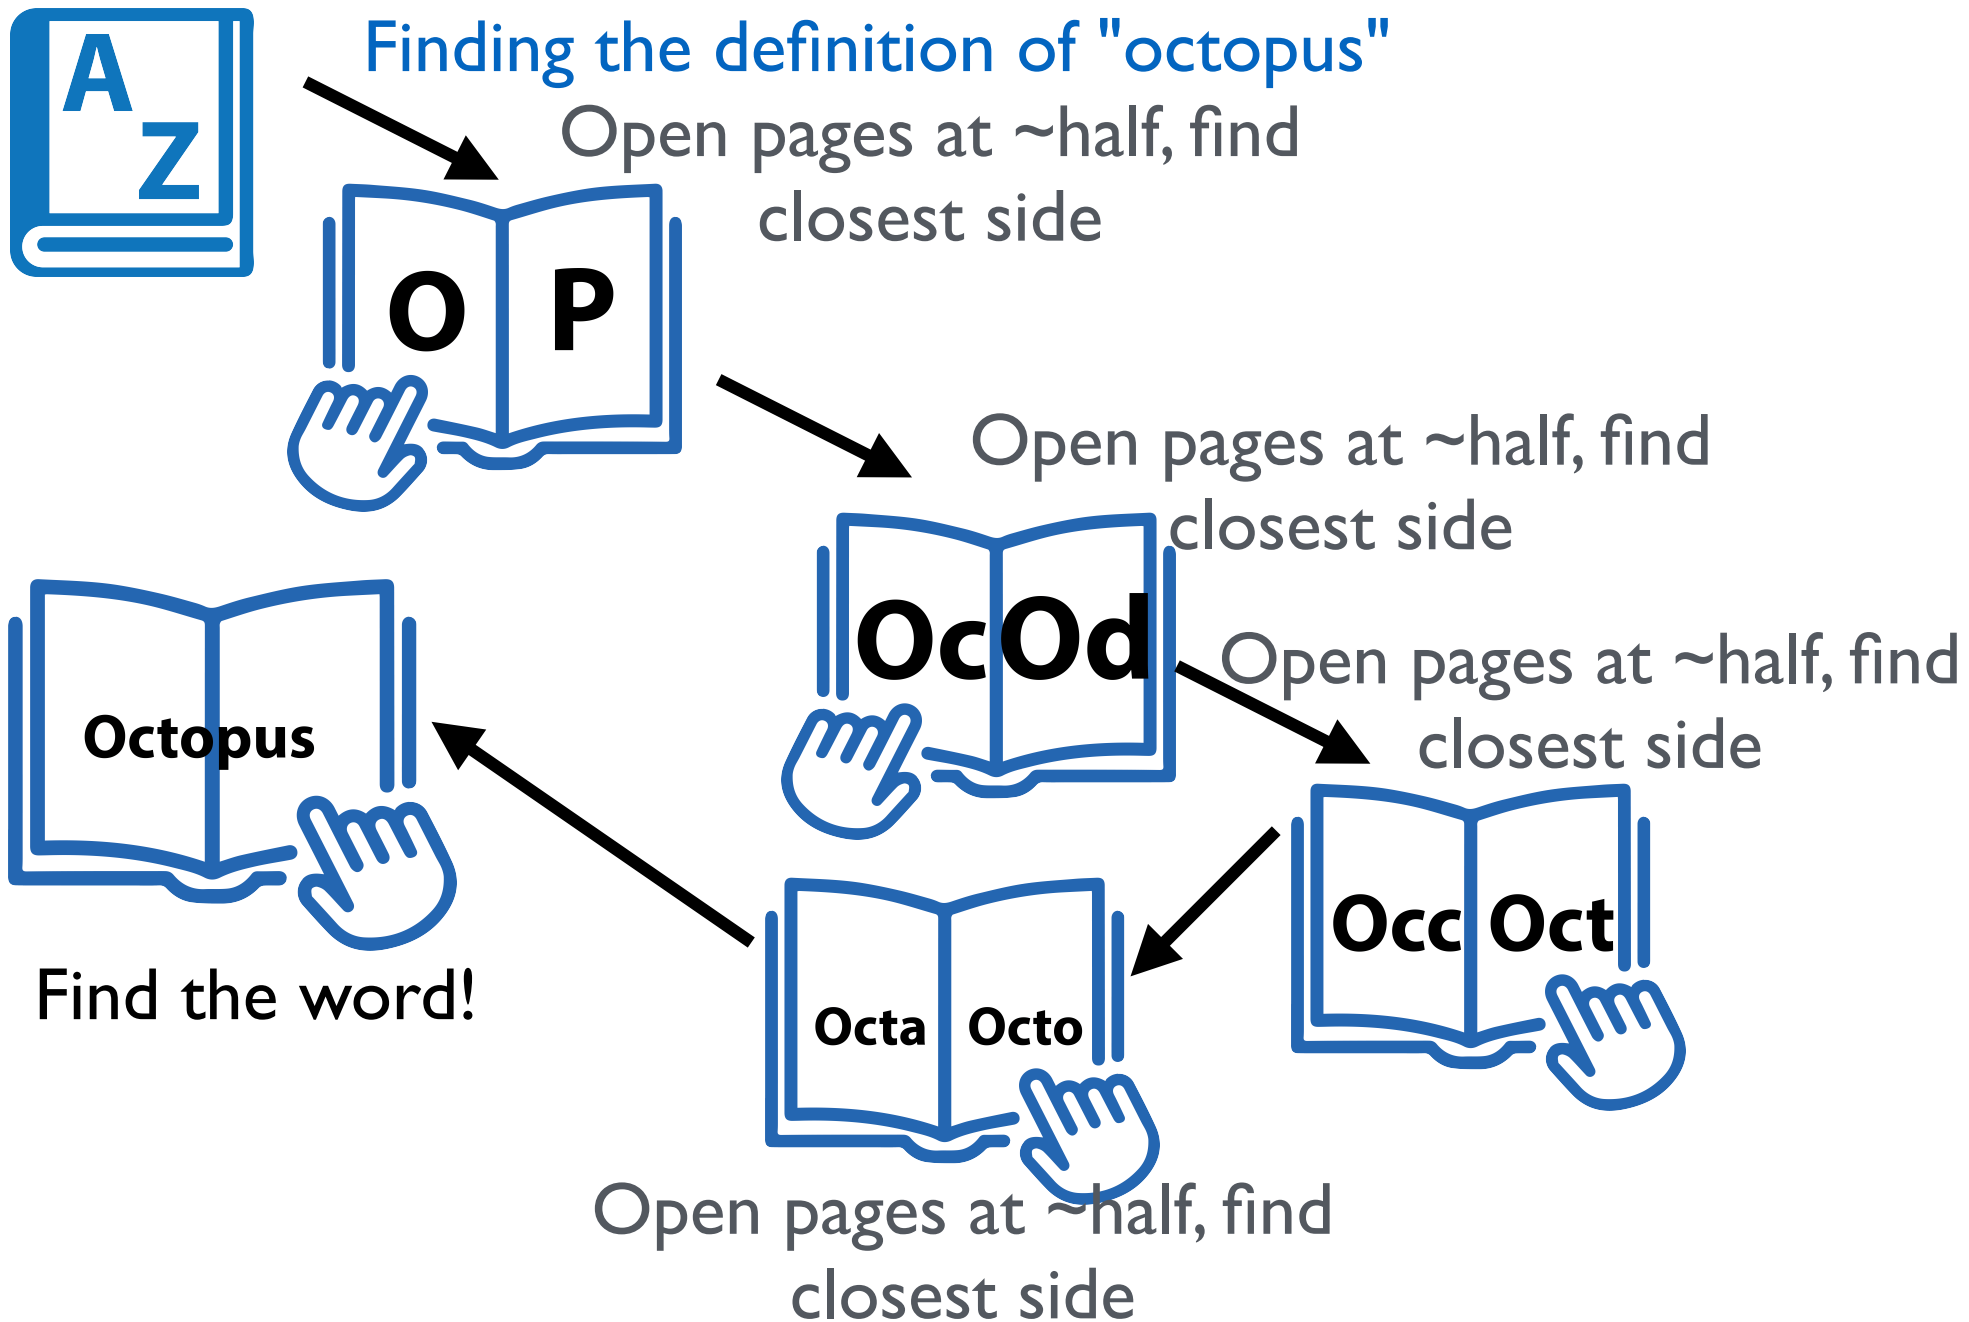 A
Z
Finding the definition of "octopus"
Open pages at ~half, find
closest side
O P
Open pages at ~half, find
closest side
Oc Od
Open pages at ~half, find
closest side
Occ Oct
Octa Octo
Open pages at ~half, find
closest side
Octopus
Find the word!